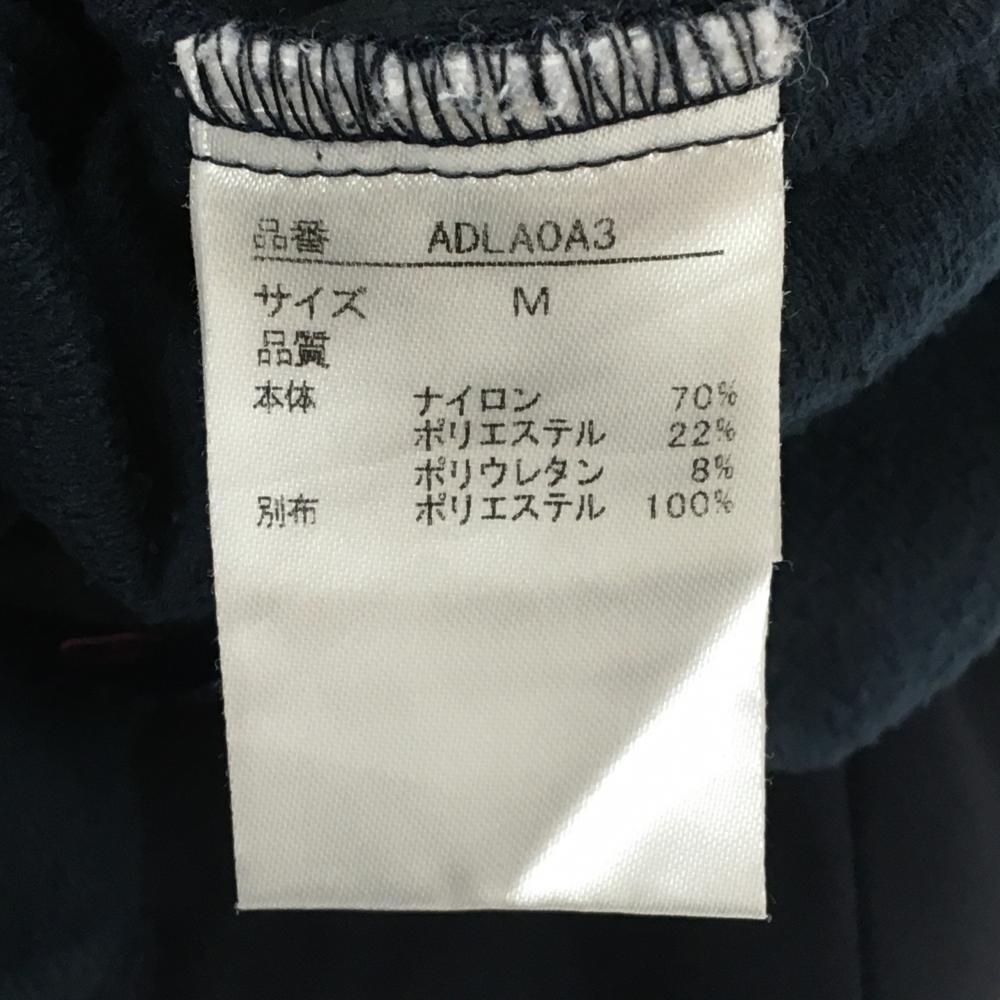 品番 ADLA0A3
サイズ M
品質
本体 ナイロン 70%
ポリエステル 22%
ポリウレタン 8%
別布 ポリエステル 100%